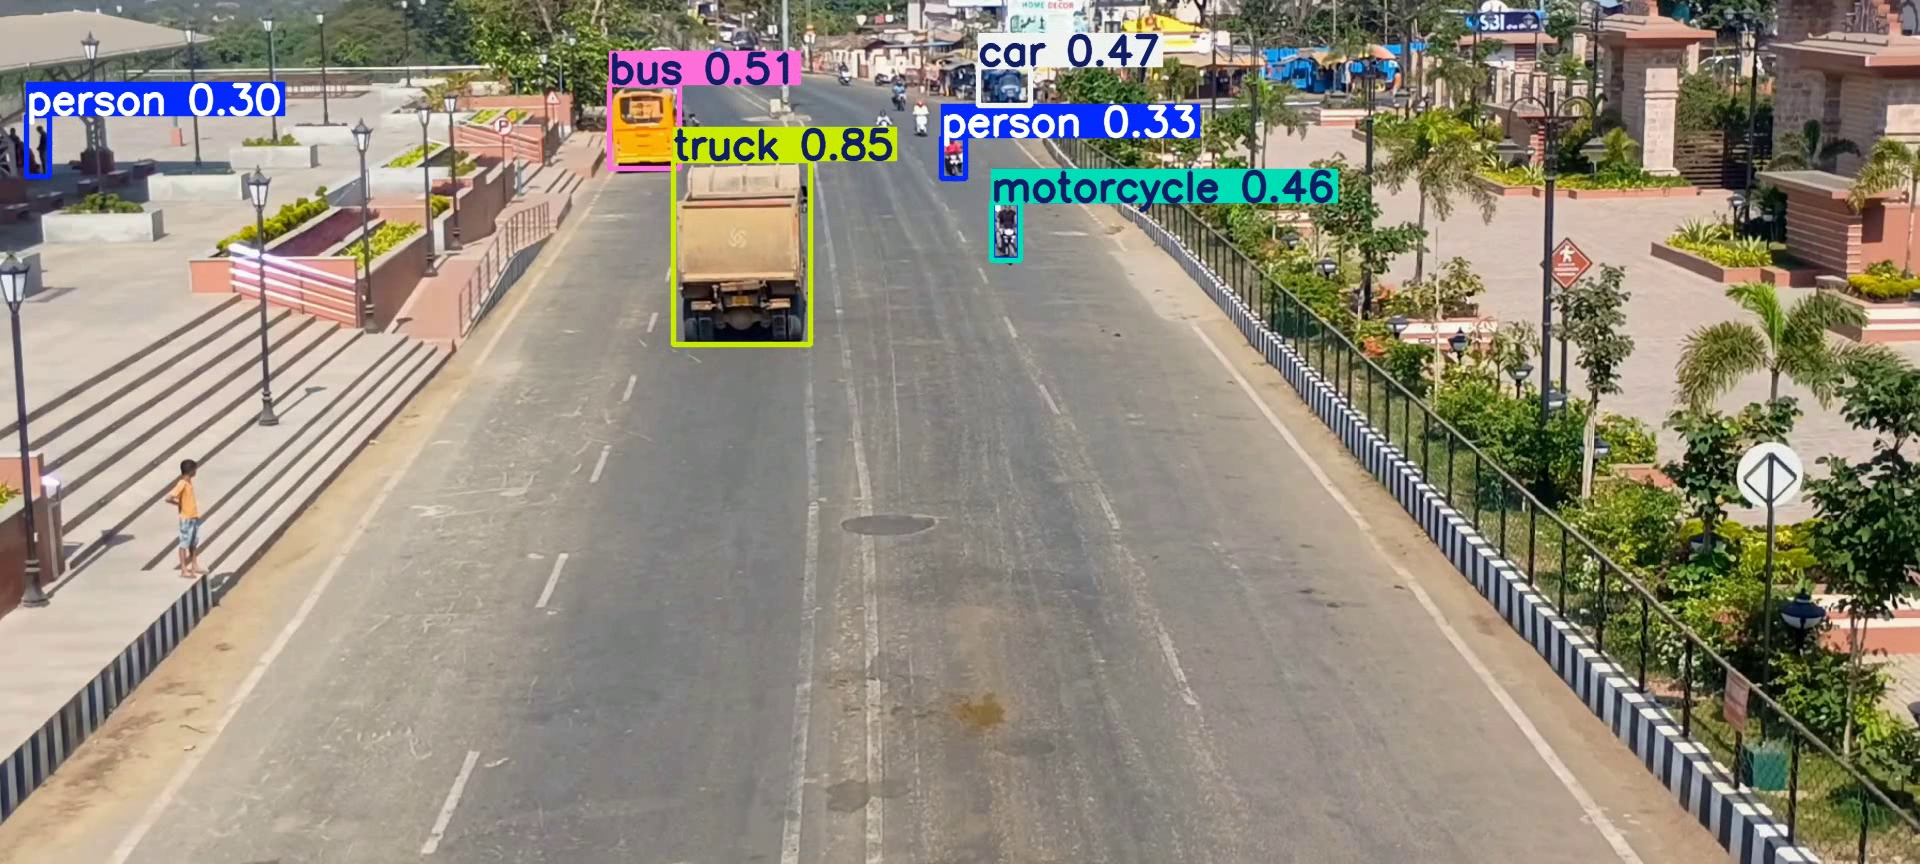 HOME DECOR
SBI
car 0.47
bus 0.51
person 0.30
person 0.33
P
truck 0.85
motorcycle 0.46